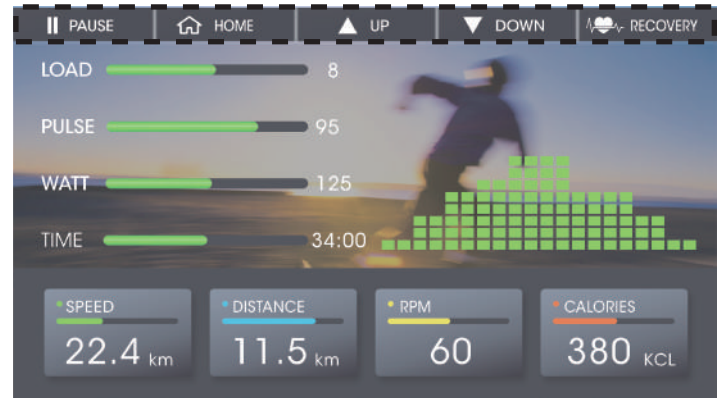 PAUSE HOME UP DOWN RECOVERY
LOAD 8
PULSE 95
WATT 125
TIME 34:00
SPEED DISTANCE RPM CALORIES
22.4 km 11.5 km 60 380 KCL